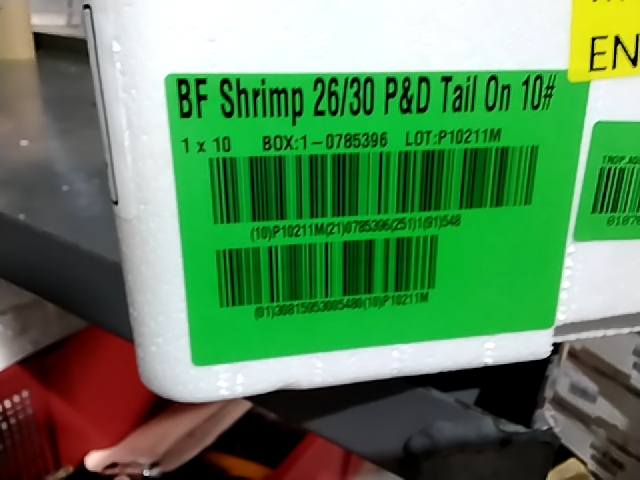 EN
BF Shrimp 26/30 P&D Tail On 10#
1 x 10 BOX:1-0785396 LOT:P10211M
(10)P10211M(21)0785396(251)1(91)548
(01)30815953005480(10)P10211M